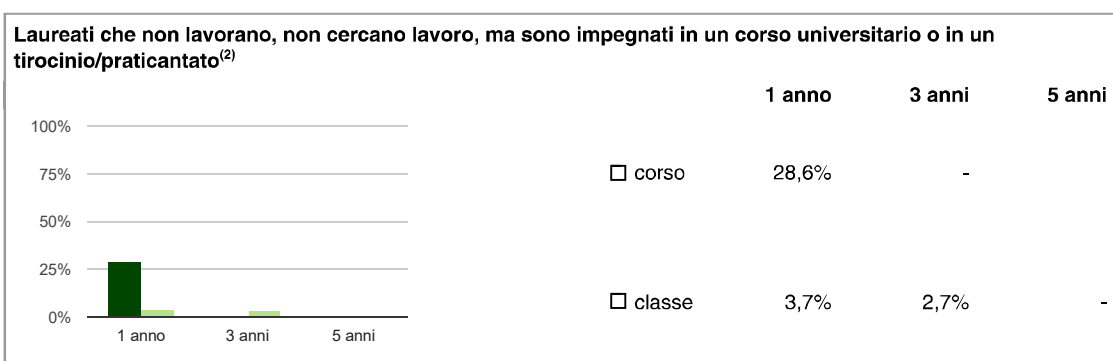 Laureati che non lavorano, non cercano lavoro, ma sono impegnati in un corso universitario o in un
tirocinio/praticantato(2)
1 anno 3 anni 5 anni
100%
75%
50%
25%
0%
1 anno 3 anni 5 anni
corso 28,6% -
classe 3,7% 2,7% -